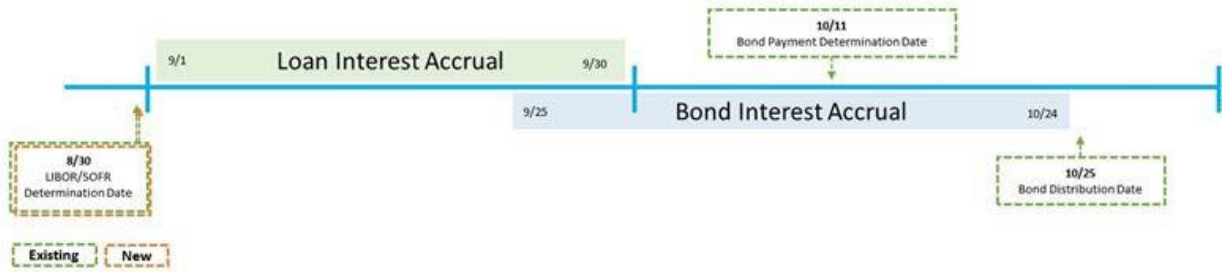 10/11
Bond Payment Determination Date
9/1
Loan Interest Accrual
9/30
9/25
Bond Interest Accrual
10/24
8/30
LIBOR/SOFR
Determination Date
10/25
Bond Distribution Date
Existing
New